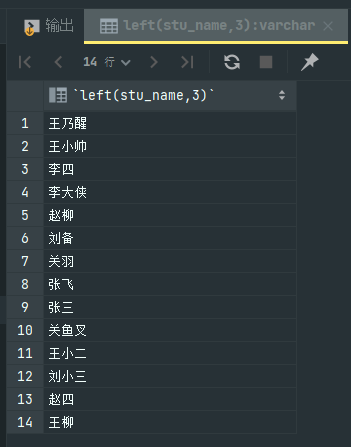 输出 left(stu_name,3):varchar
14 行
`left(stu_name,3)`
1 王乃醒
2 王小帅
3 李四
4 李大侠
5 赵柳
6 刘备
7 关羽
8 张飞
9 张三
10 关鱼叉
11 王小二
12 刘小三
13 赵四
14 王柳